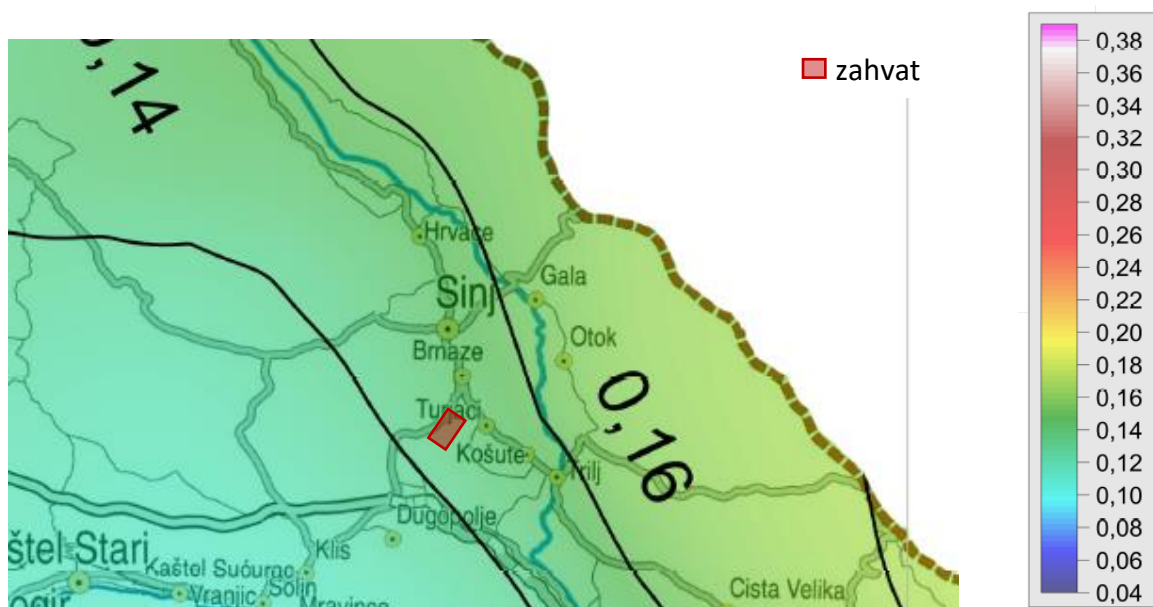 0,14
zahvat
Hrvace
Gala
Sinj
Otok
Brnaze
Turjaci
0,16
Košute
Trilj
Dugopolje
štel Stari
Klis
Kaštel Sućurac
Solin
Vranjic
Cista Velika
0,38
0,36
0,34
0,32
0,30
0,28
0,26
0,24
0,22
0,20
0,18
0,16
0,14
0,12
0,10
0,08
0,06
0,04